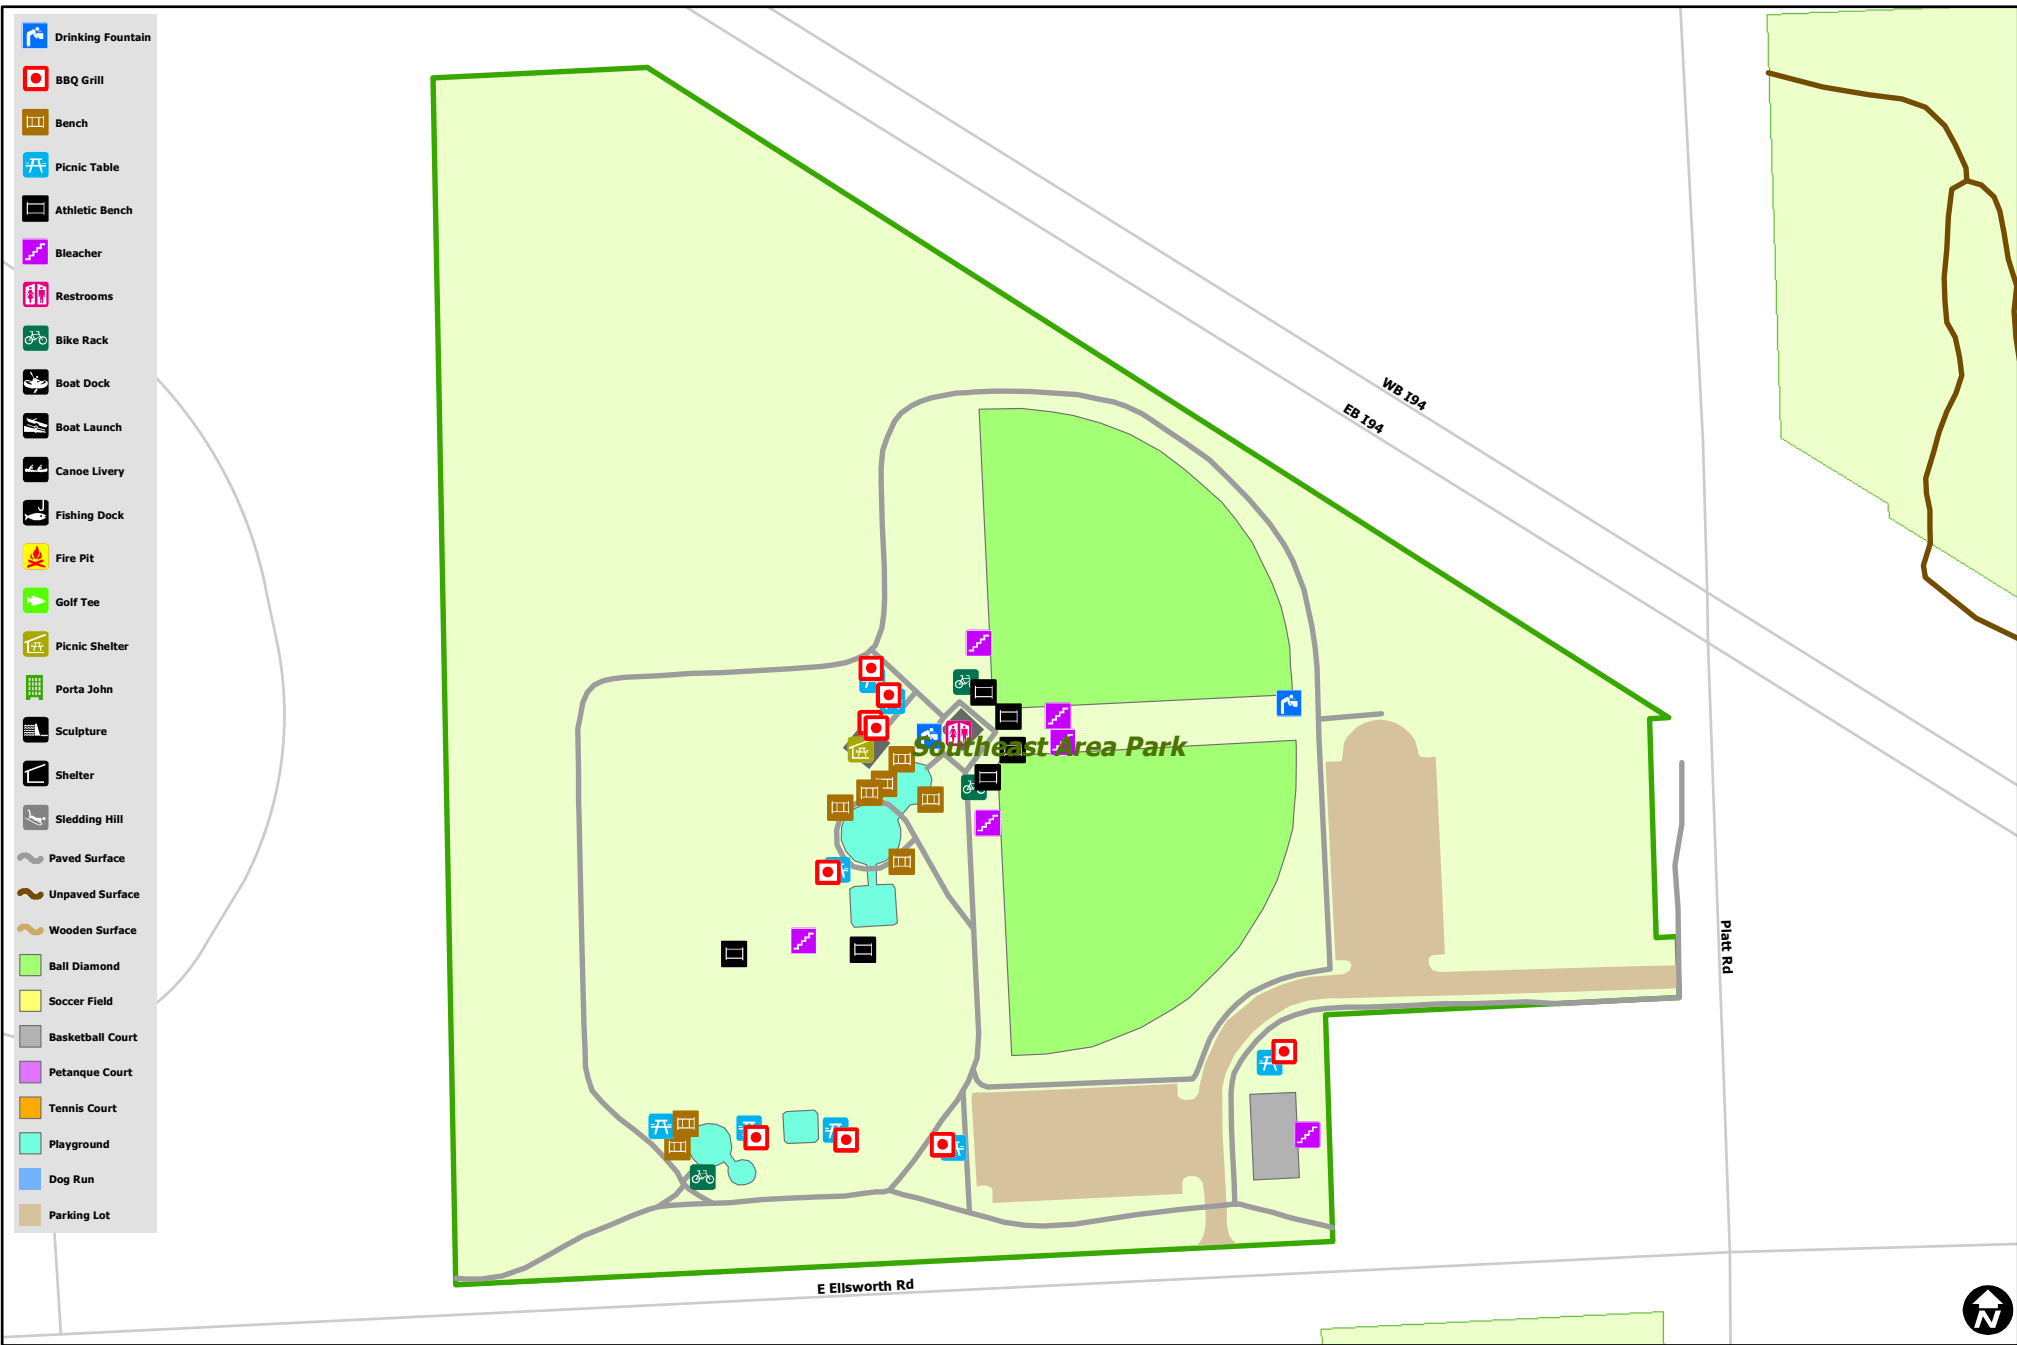 Drinking Fountain
BBQ Grill
Bench
Picnic Table
Athletic Bench
Bleacher
Restrooms
Bike Rack
Boat Dock
Boat Launch
Canoe Livery
Fishing Dock
Fire Pit
Golf Tee
Picnic Shelter
Porta John
Sculpture
Shelter
Sledding Hill
Paved Surface
Unpaved Surface
Wooden Surface
Ball Diamond
Soccer Field
Basketball Court
Petanque Court
Tennis Court
Playground
Dog Run
Parking Lot
WB I94
EB I94
Southeast Area Park
Platt Rd
E Ellsworth Rd
N